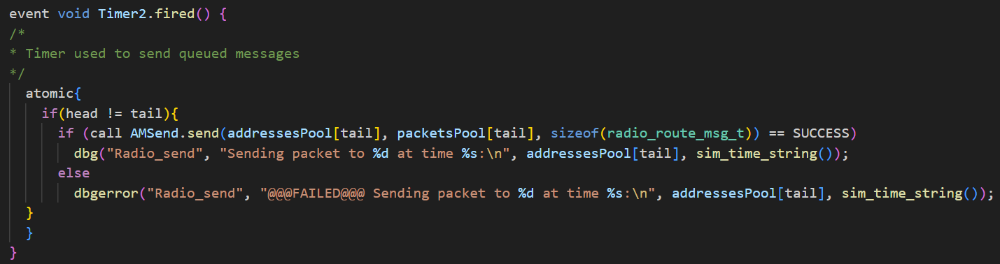 event void Timer2.fired() {
/*
* Timer used to send queued messages
*/
  atomic{
    if(head != tail){
      if (call AMSend.send(addressesPool[tail], packetsPool[tail], sizeof(radio_route_msg_t)) == SUCCESS)
        dbg("Radio_send", "Sending packet to %d at time %s:\n", addressesPool[tail], sim_time_string());
      else
        dbgerror("Radio_send", "@@@FAILED@@@ Sending packet to %d at time %s:\n", addressesPool[tail], sim_time_string());
  }
  }
}